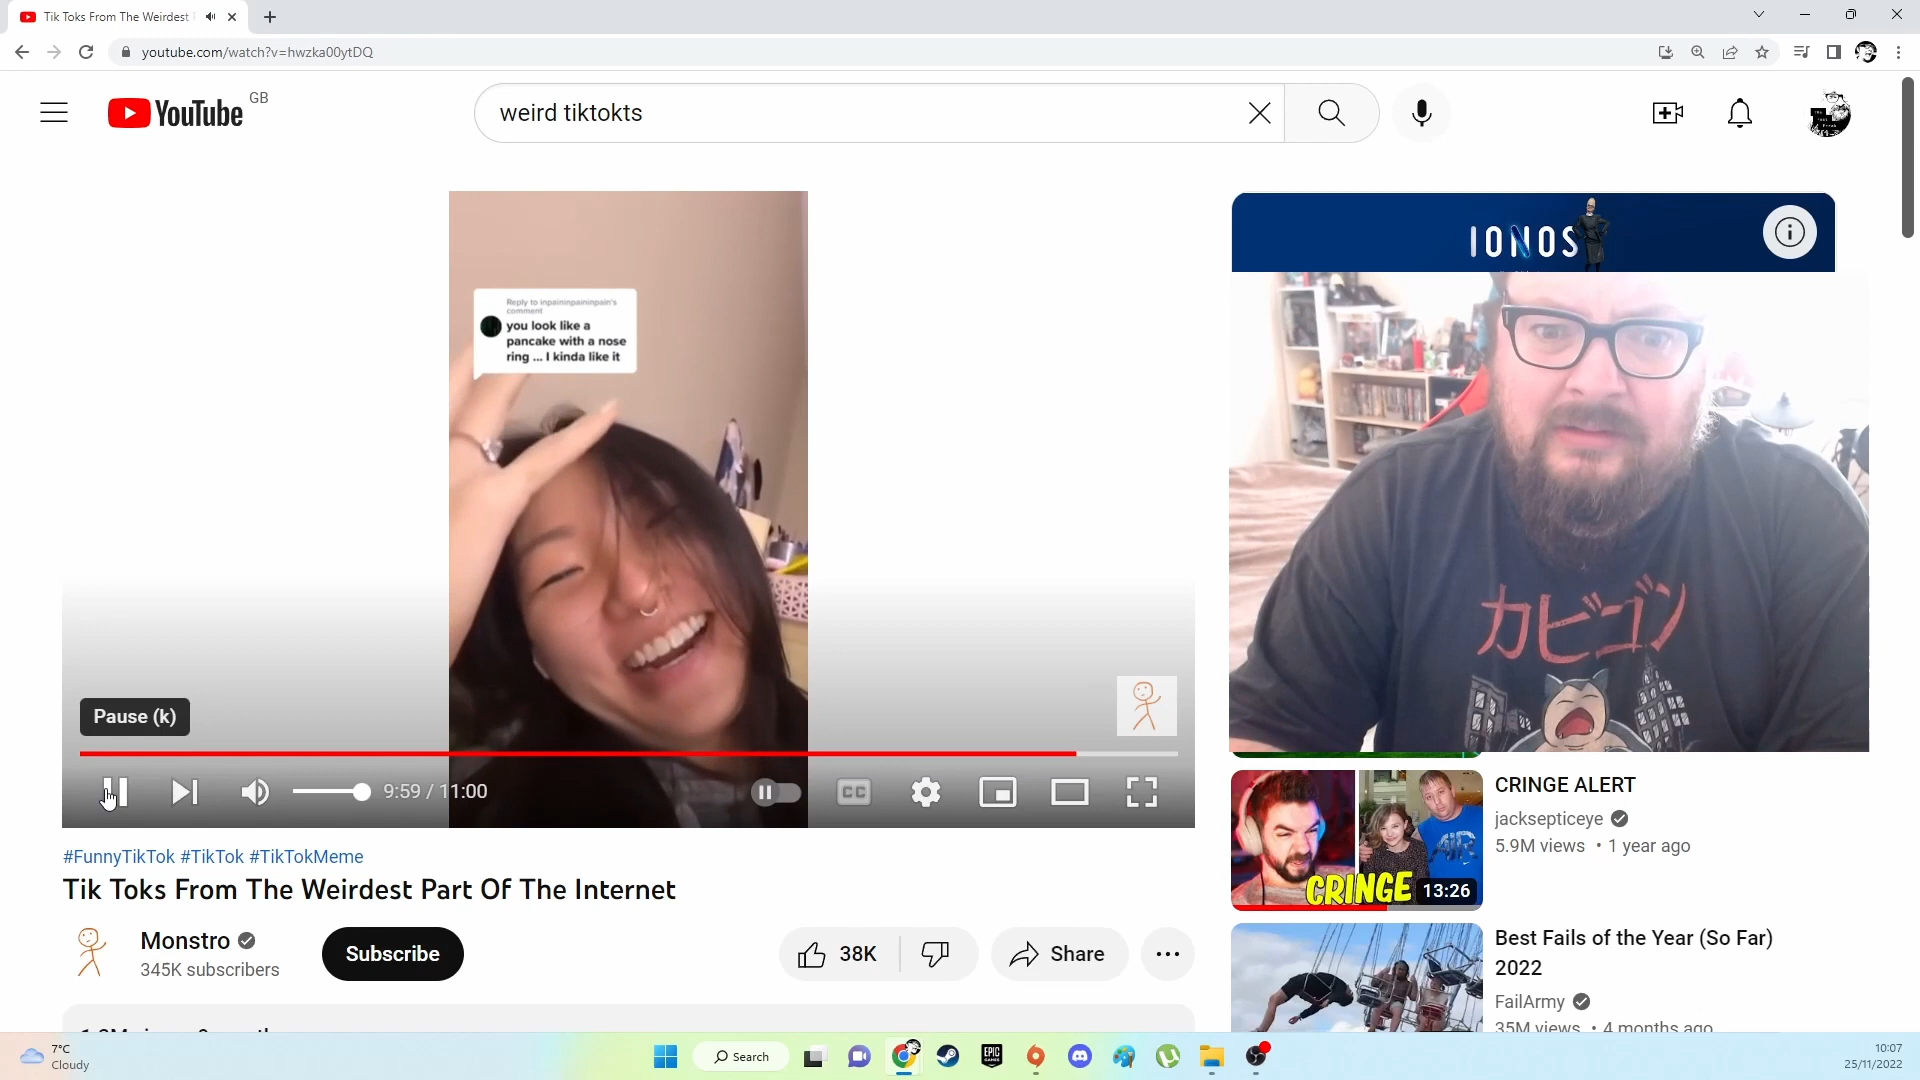 Tik Toks From The Weirdest
youtube.com/watch?v=hwzka00ytDQ
YouTube GB
weird tiktokts
IONOS
Reply to inpaininpaininpain's
comment
you look like a
pancake with a nose
ring ... I kinda like it
カビゴン
Pause (k)
9:59 / 11:00
CC
#FunnyTikTok #TikTok #TikTokMeme
Tik Toks From The Weirdest Part Of The Internet
Monstro
345K subscribers
Subscribe
38K
Share
CRINGE
13:26
CRINGE ALERT
jacksepticeye
5.9M views • 1 year ago
Best Fails of the Year (So Far)
2022
FailArmy
35M views • 4 months ago
7°C
Cloudy
Search
EPIC
GAMES
10:07
25/11/2022